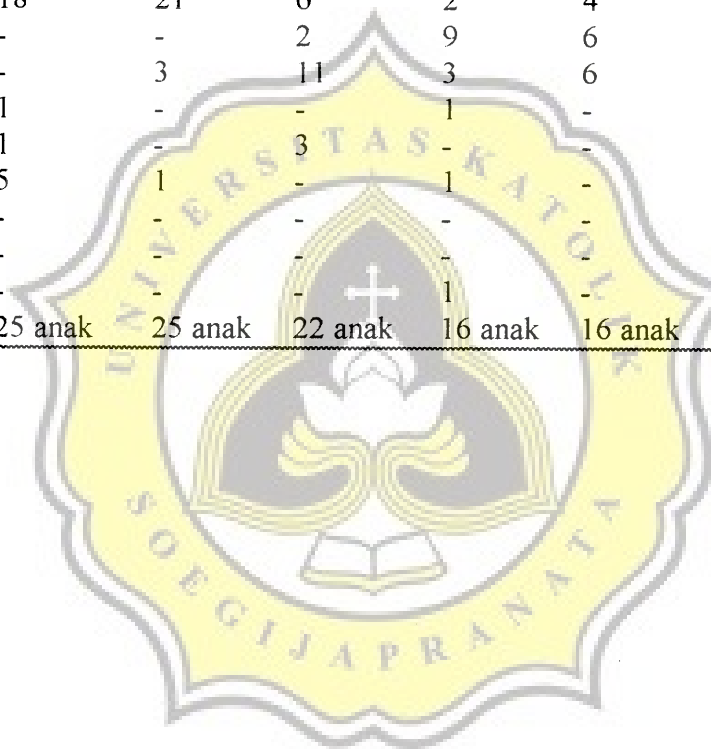 18 21 6 2 4
- - 2 9 6
- 3 11 3 6
1 - - 1 -
1 - 3 - -
5 1 - 1 -
- - - - -
- - - - -
- - - 1 -
25 anak 25 anak 22 anak 16 anak 16 anak
UNIVERSITAS KATOLIK
SOEGIJAPRANATA